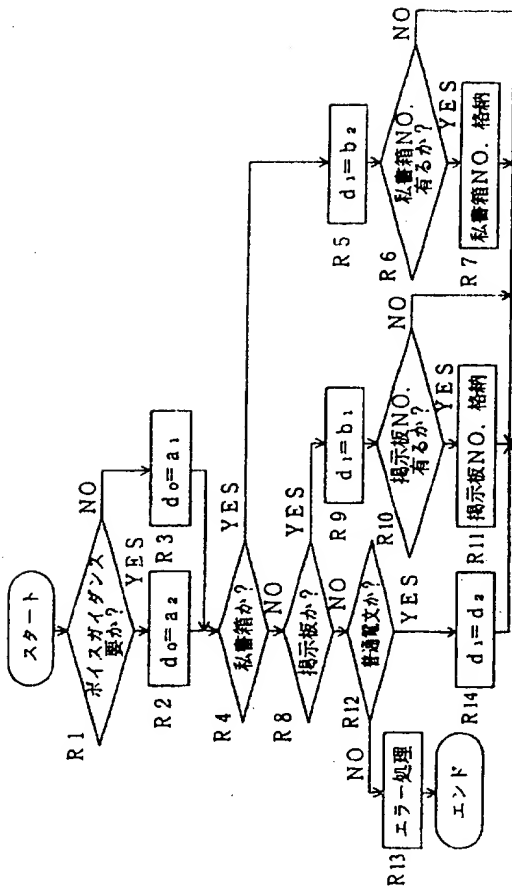 スタート
R1
ボイスガイダンス
要か?
NO
YES
R2
d₀=a₂
R3
d₀=a₁
R4
私書箱か?
YES
NO
R5
d₁=b₂
R6
私書箱NO.
有るか?
NO
YES
R7
私書箱NO. 格納
R8
掲示板か?
YES
NO
R9
d₁=b₁
R10
掲示板NO.
有るか?
NO
YES
R11
掲示板NO. 格納
R12
普通電文か?
NO
YES
R13
エラー処理
エンド
R14
d₁=d₂